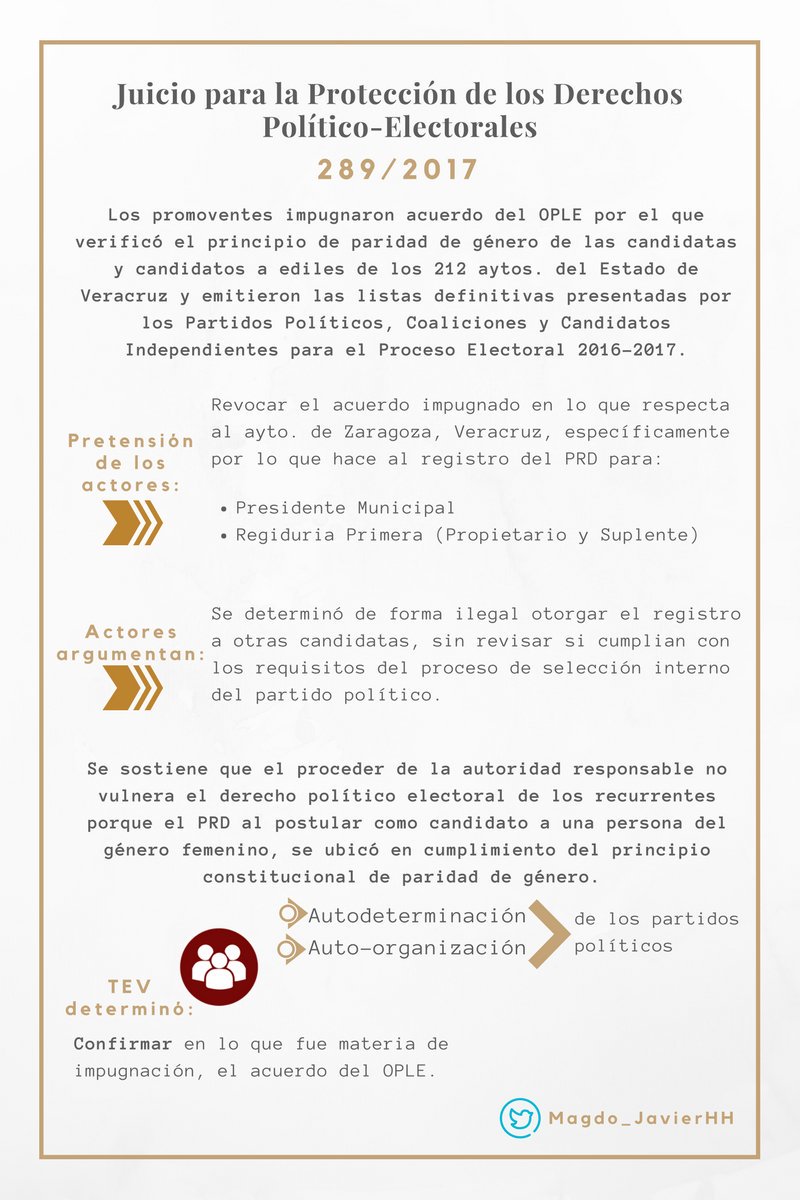 Juicio para la Protección de los Derechos
Político-Electorales
289/2017
Los promoventes impugnaron acuerdo del OPLE por el que
verificó el principio de paridad de género de las candidatas
y candidatos a ediles de los 212 aytos. del Estado de
Veracruz y emitieron las listas definitivas presentadas por
los Partidos Políticos, Coaliciones y Candidatos
Independientes para el Proceso Electoral 2016-2017.
Pretensión
de los
actores:
Revocar el acuerdo impugnado en lo que respecta
al ayto. de Zaragoza, Veracruz, específicamente
por lo que hace al registro del PRD para:
• Presidente Municipal
• Regiduria Primera (Propietario y Suplente)
Actores
argumentan:
Se determinó de forma ilegal otorgar el registro
a otras candidatas, sin revisar si cumplian con
los requisitos del proceso de selección interno
del partido político.
Se sostiene que el proceder de la autoridad responsable no
vulnera el derecho político electoral de los recurrentes
porque el PRD al postular como candidato a una persona del
género femenino, se ubicó en cumplimiento del principio
constitucional de paridad de género.
Autodeterminación
Auto-organización
de los partidos
políticos
TEV
determinó:
Confirmar en lo que fue materia de
impugnación, el acuerdo del OPLE.
Magdo_JavierHH